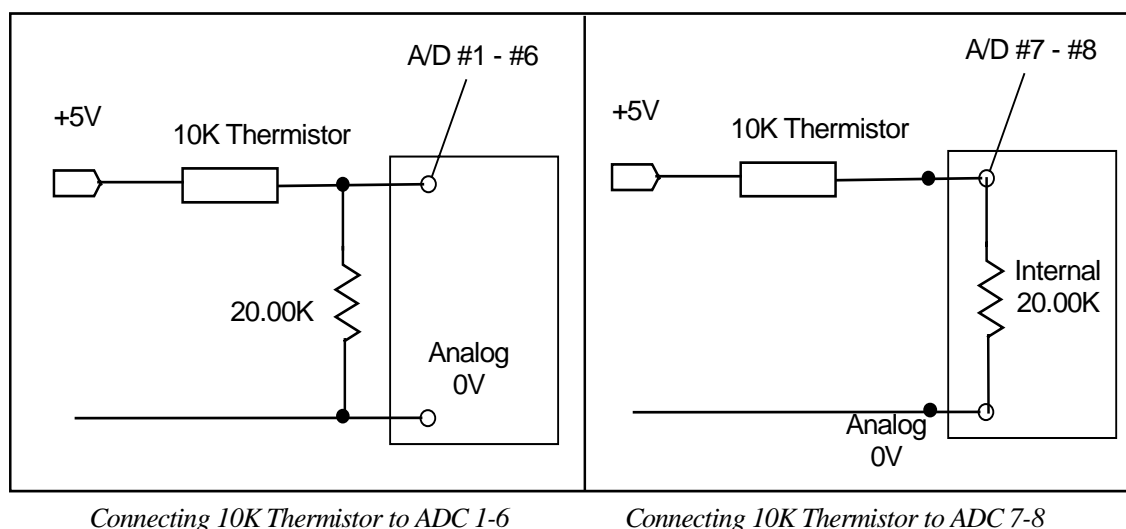 A/D #1 - #6
+5V
10K Thermistor
20.00K
Analog
0V
A/D #7 - #8
+5V
10K Thermistor
Internal
20.00K
Analog
0V
Connecting 10K Thermistor to ADC 1-6
Connecting 10K Thermistor to ADC 7-8